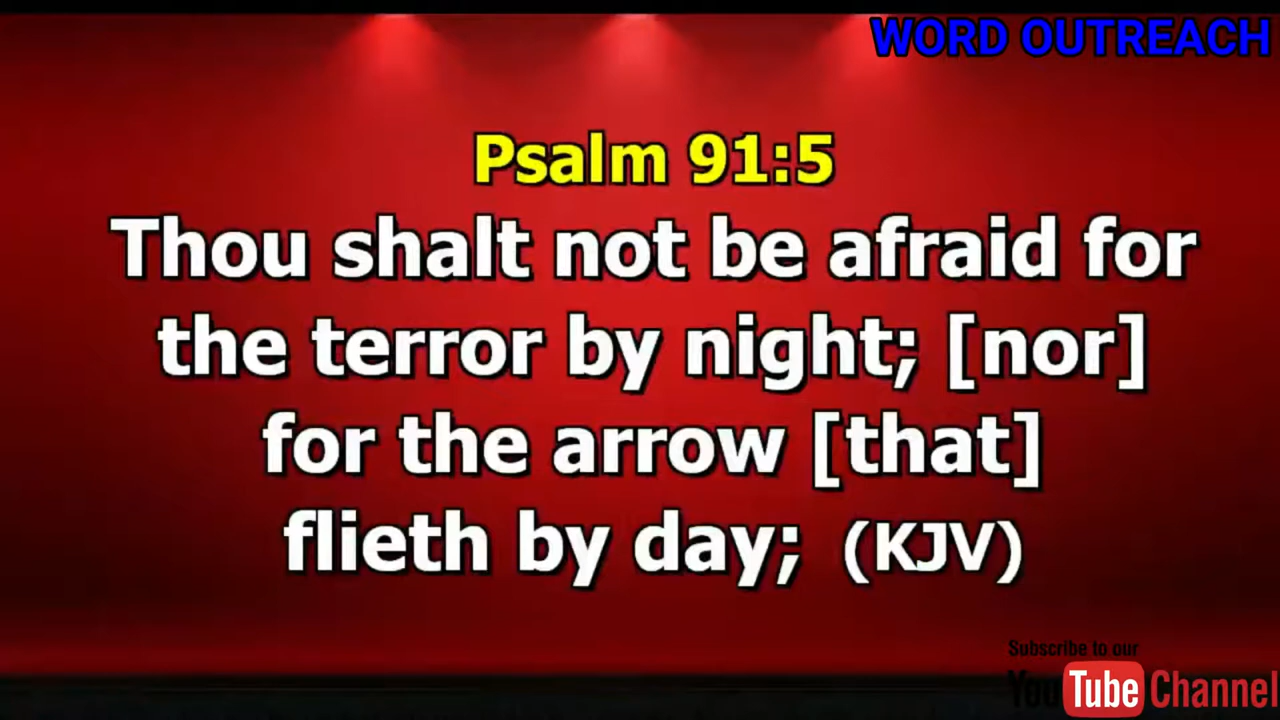 WORD OUTREACH
Psalm 91:5
Thou shalt not be afraid for
the terror by night; [nor]
for the arrow [that]
flieth by day; (KJV)
Subscribe to our
YouTube Channel